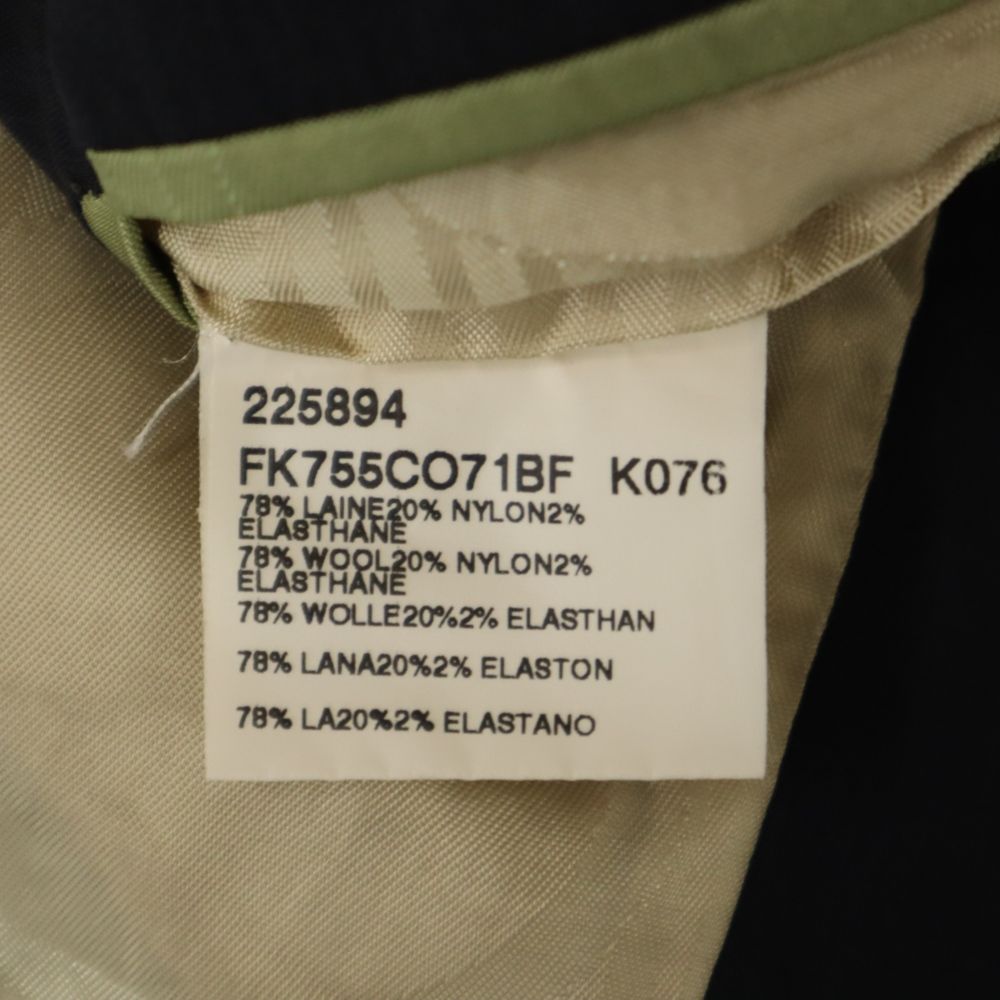 225894
FK755CO71BF K076
78% LAINE20% NYLON2%
ELASTHANE
78% WOOL20% NYLON2%
ELASTHANE
78% WOLLE20%2% ELASTHAN
78% LANA20%2% ELASTON
78% LA20%2% ELASTANO